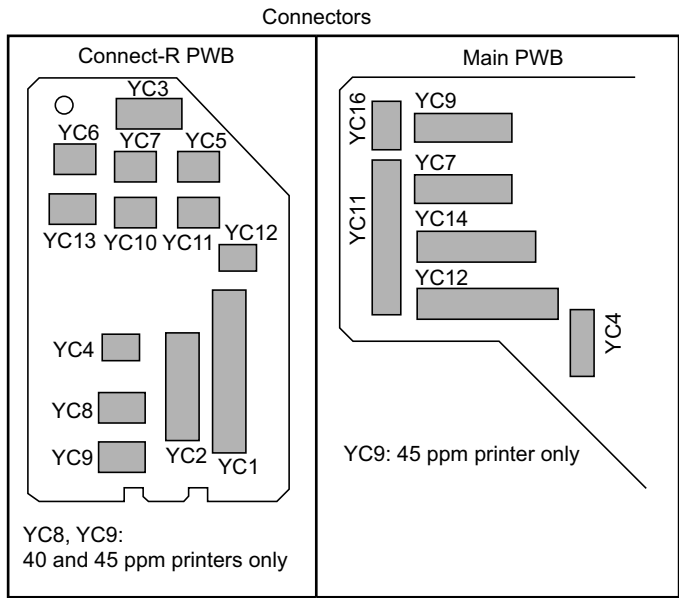 Connectors
Connect-R PWB
YC3
YC6 YC7 YC5
YC13 YC10 YC11 YC12
YC4
YC8
YC9 YC2 YC1
YC8, YC9:
40 and 45 ppm printers only
Main PWB
YC16 YC9
YC7
YC11 YC14
YC12
YC4
YC9: 45 ppm printer only